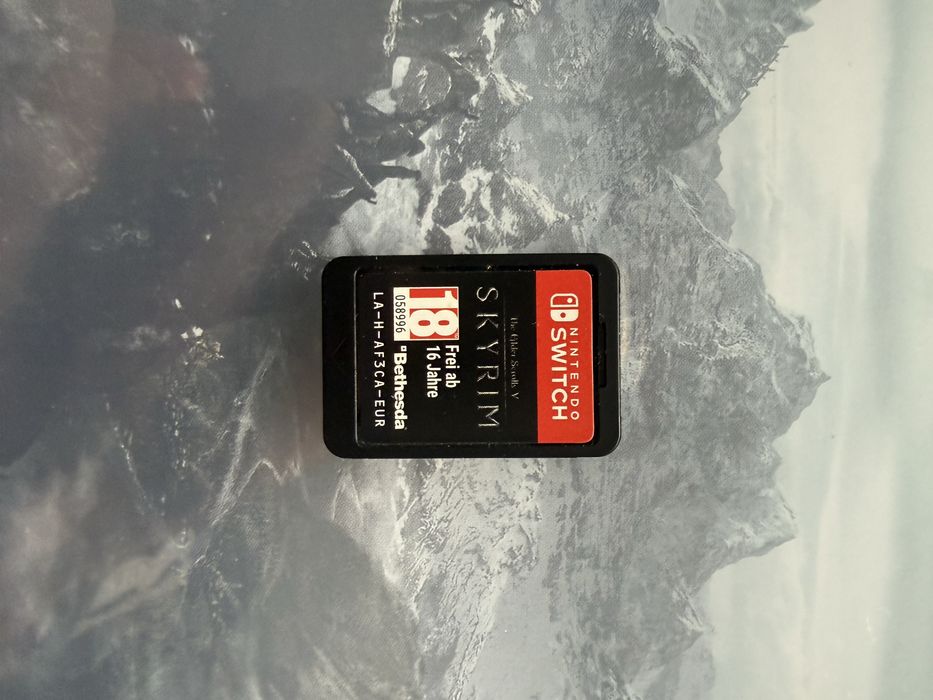 NINTENDO
SWITCH
The Elder Scrolls V
SKYRIM
18
058996
Frei ab
16 Jahre
Bethesda
LA-H-AF3CA-EUR